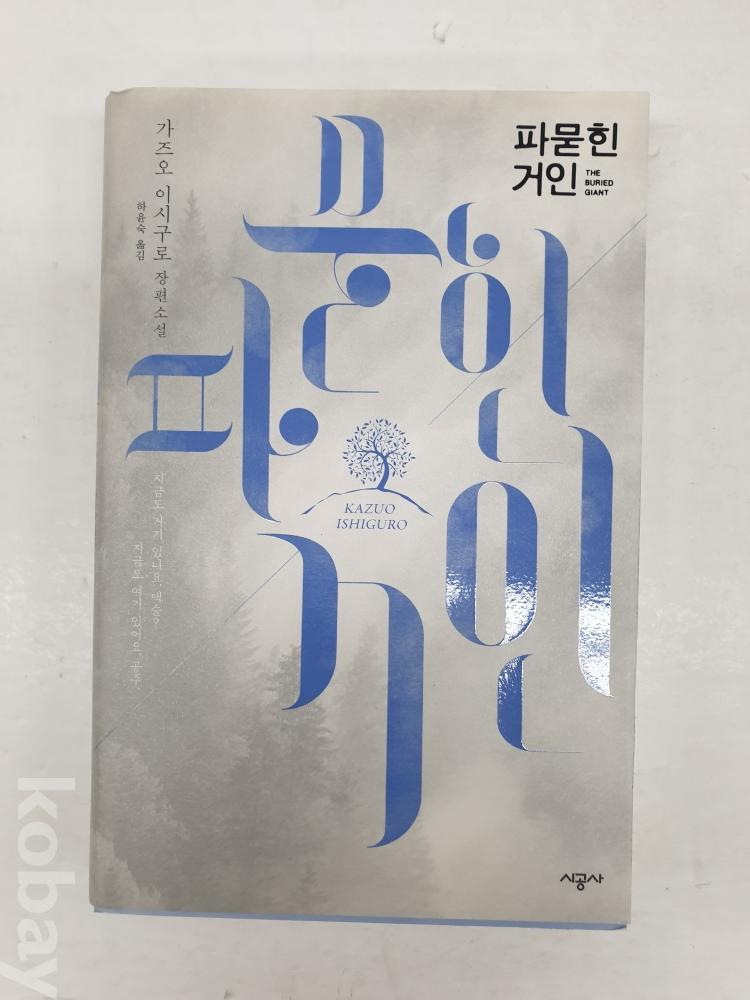 파묻힌
거인
THE
BURIED
GIANT
가즈오 이시구로 장편소설
하윤숙 옮김
파묻힌
거인
KAZUO
ISHIGURO
지금도 거기 있나요, 액슬?
지금도 여기 있어요, 공주.
시공사
kobay